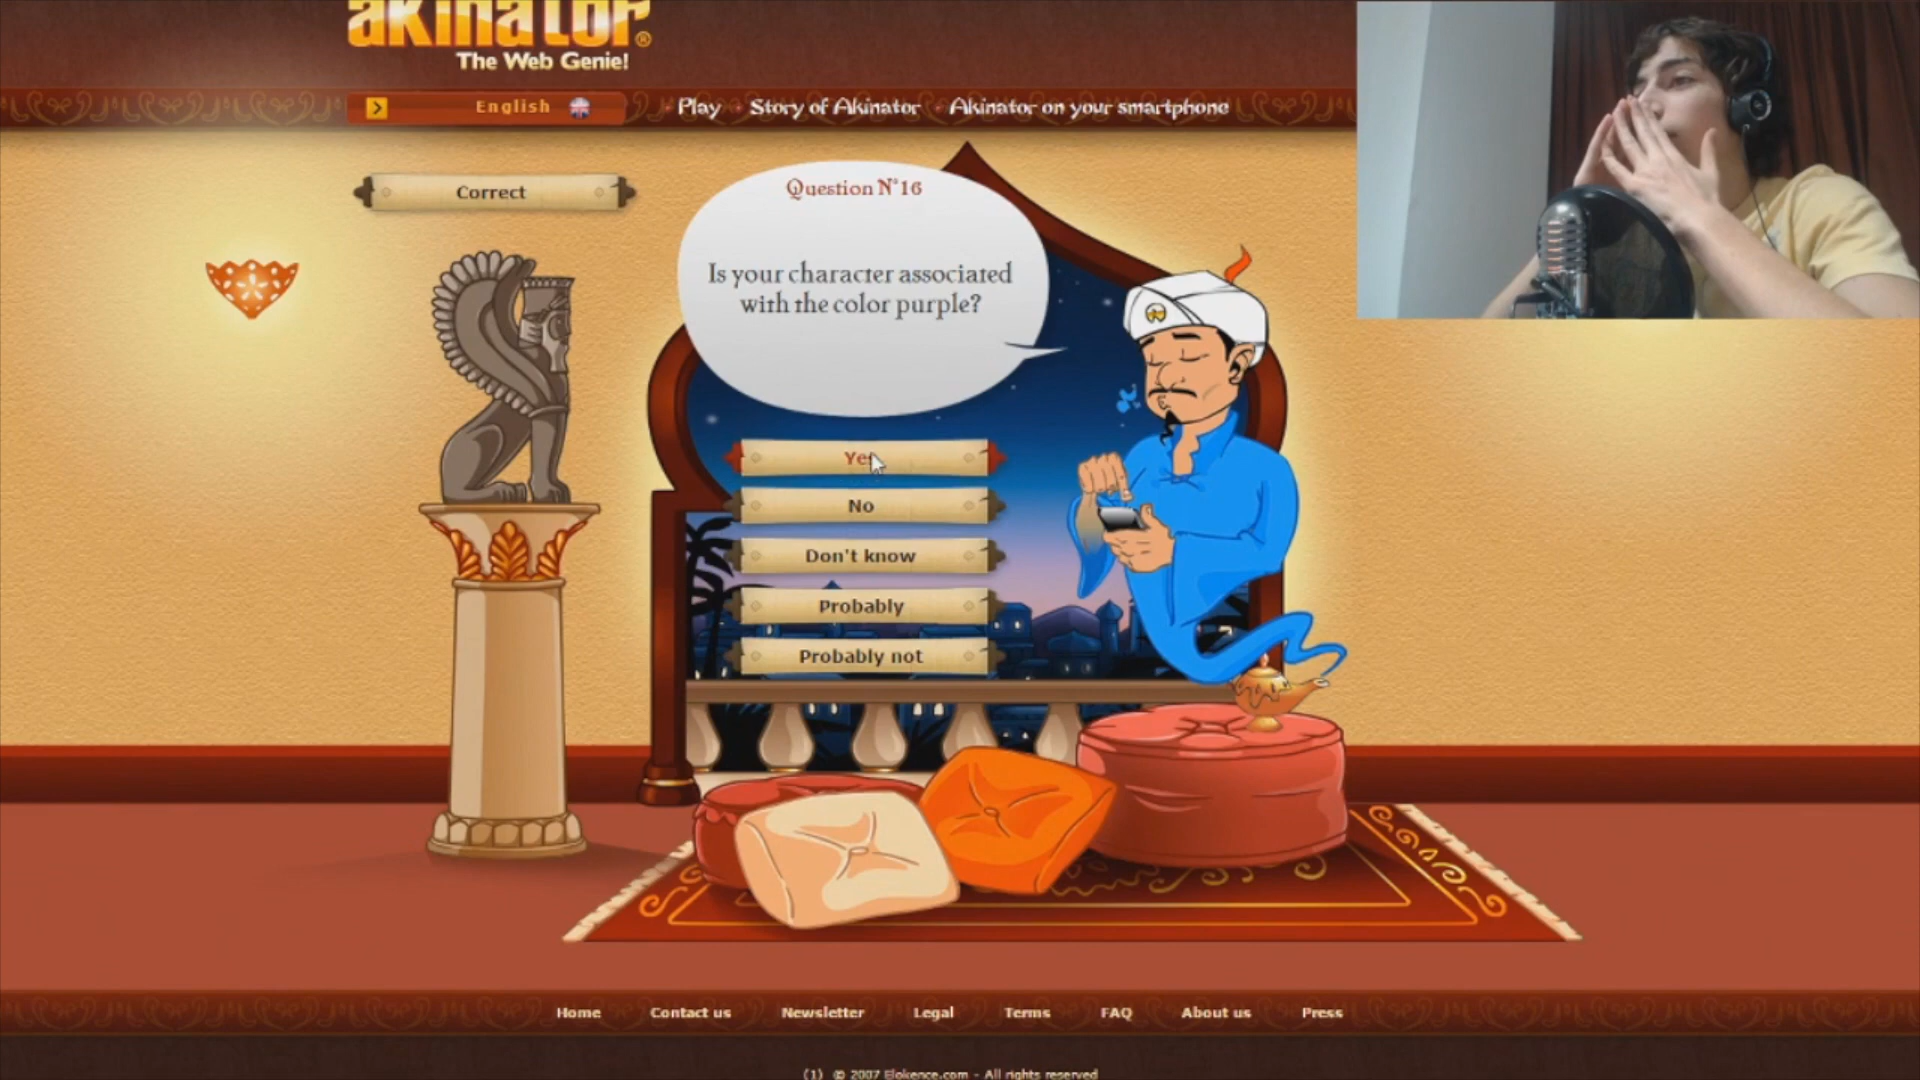 akinator®
The Web Genie!
English
Play
Story of Akinator
Akinator on your smartphone
Correct
Question N°16
Is your character associated
with the color purple?
Yes
No
Don't know
Probably
Probably not
Home
Contact us
Newsletter
Legal
Terms
FAQ
About us
Press
(1) © 2007 Elokence.com - All rights reserved